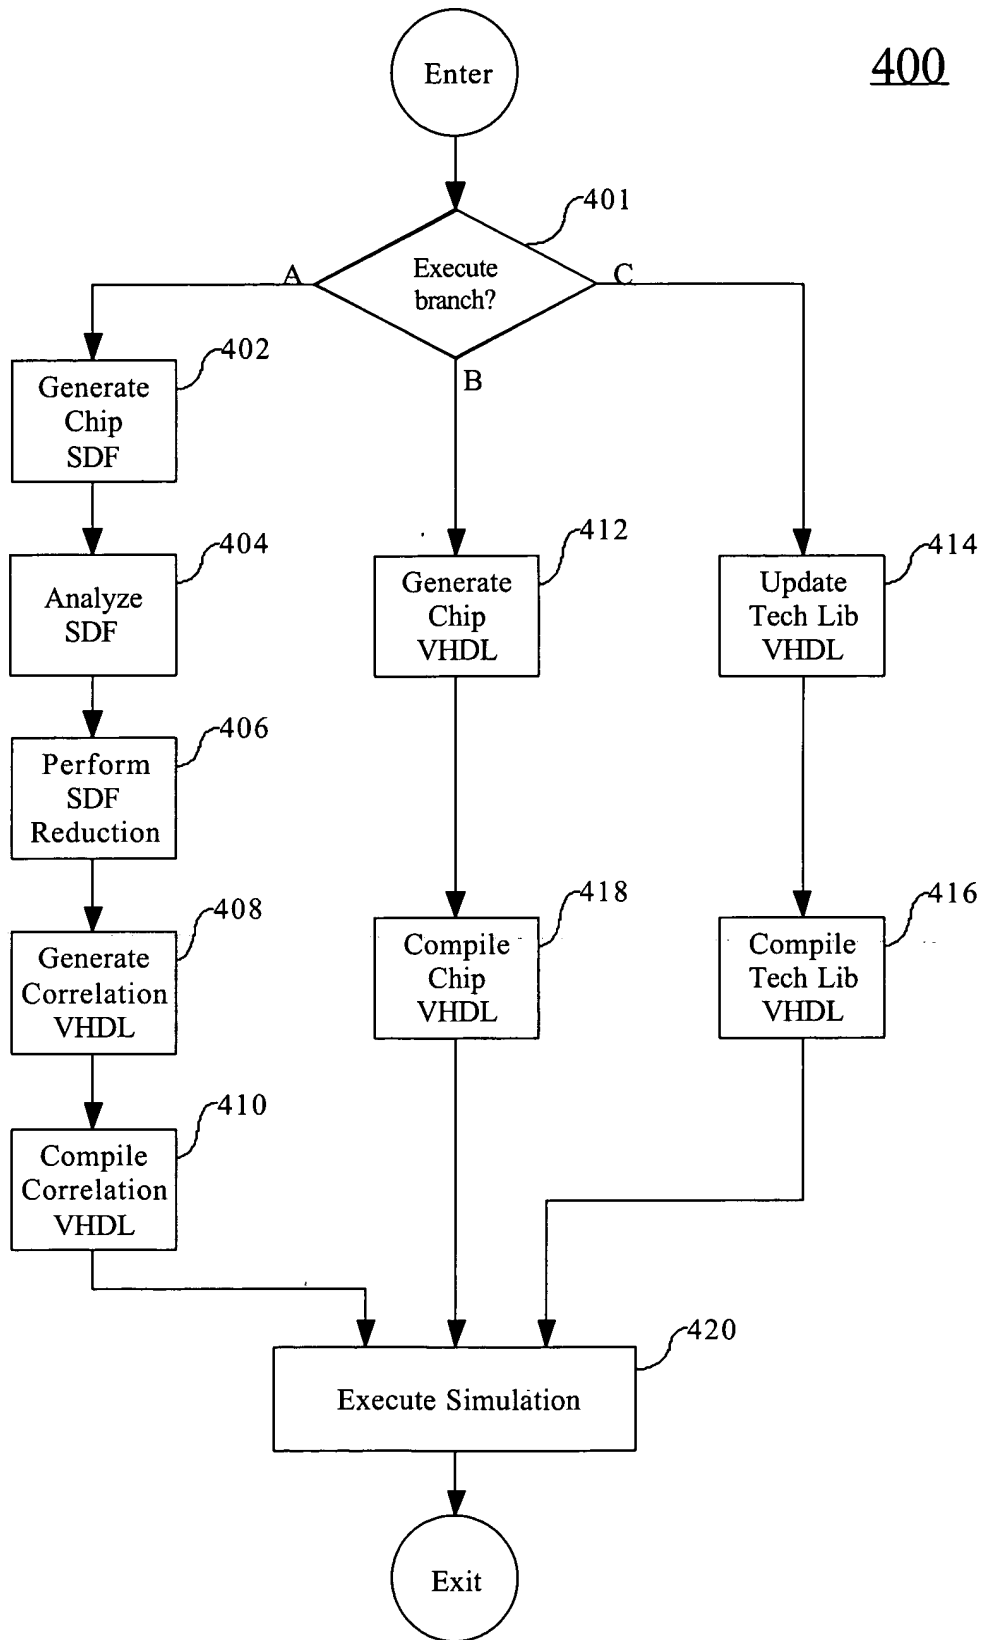 Enter
400
401
Execute
branch?
A
C
B
402
Generate
Chip
SDF
404
Analyze
SDF
412
Generate
Chip
VHDL
414
Update
Tech Lib
VHDL
406
Perform
SDF
Reduction
408
Generate
Correlation
VHDL
418
Compile
Chip
VHDL
416
Compile
Tech Lib
VHDL
410
Compile
Correlation
VHDL
420
Execute Simulation
Exit